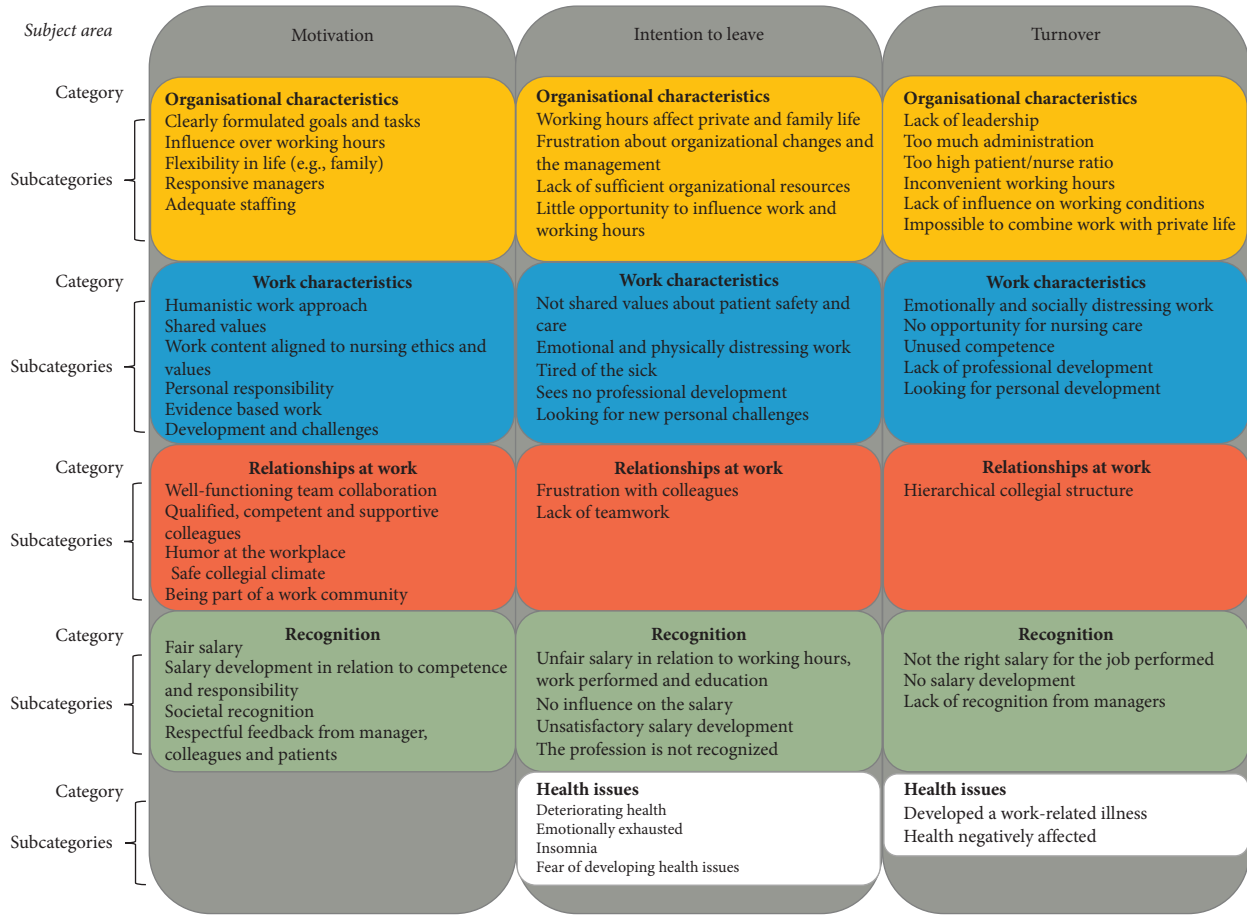 Subject area
Motivation
Intention to leave
Turnover
Category
Subcategories
Organisational characteristics
Clearly formulated goals and tasks
Influence over working hours
Flexibility in life (e.g., family)
Responsive managers
Adequate staffing
Organisational characteristics
Working hours affect private and family life
Frustration about organizational changes and
the management
Lack of sufficient organizational resources
Little opportunity to influence work and
working hours
Organisational characteristics
Lack of leadership
Too much administration
Too high patient/nurse ratio
Inconvenient working hours
Lack of influence on working conditions
Impossible to combine work with private life
Category
Subcategories
Work characteristics
Humanistic work approach
Shared values
Work content aligned to nursing ethics and
values
Personal responsibility
Evidence based work
Development and challenges
Work characteristics
Not shared values about patient safety and
care
Emotional and physically distressing work
Tired of the sick
Sees no professional development
Looking for new personal challenges
Work characteristics
Emotionally and socially distressing work
No opportunity for nursing care
Unused competence
Lack of professional development
Looking for personal development
Category
Subcategories
Relationships at work
Well-functioning team collaboration
Qualified, competent and supportive
colleagues
Humor at the workplace
Safe collegial climate
Being part of a work community
Relationships at work
Frustration with colleagues
Lack of teamwork
Relationships at work
Hierarchical collegial structure
Category
Subcategories
Recognition
Fair salary
Salary development in relation to competence
and responsibility
Societal recognition
Respectful feedback from manager,
colleagues and patients
Recognition
Unfair salary in relation to working hours,
work performed and education
No influence on the salary
Unsatisfactory salary development
The profession is not recognized
Recognition
Not the right salary for the job performed
No salary development
Lack of recognition from managers
Category
Subcategories
Health issues
Deteriorating health
Emotionally exhausted
Insomnia
Fear of developing health issues
Health issues
Developed a work-related illness
Health negatively affected